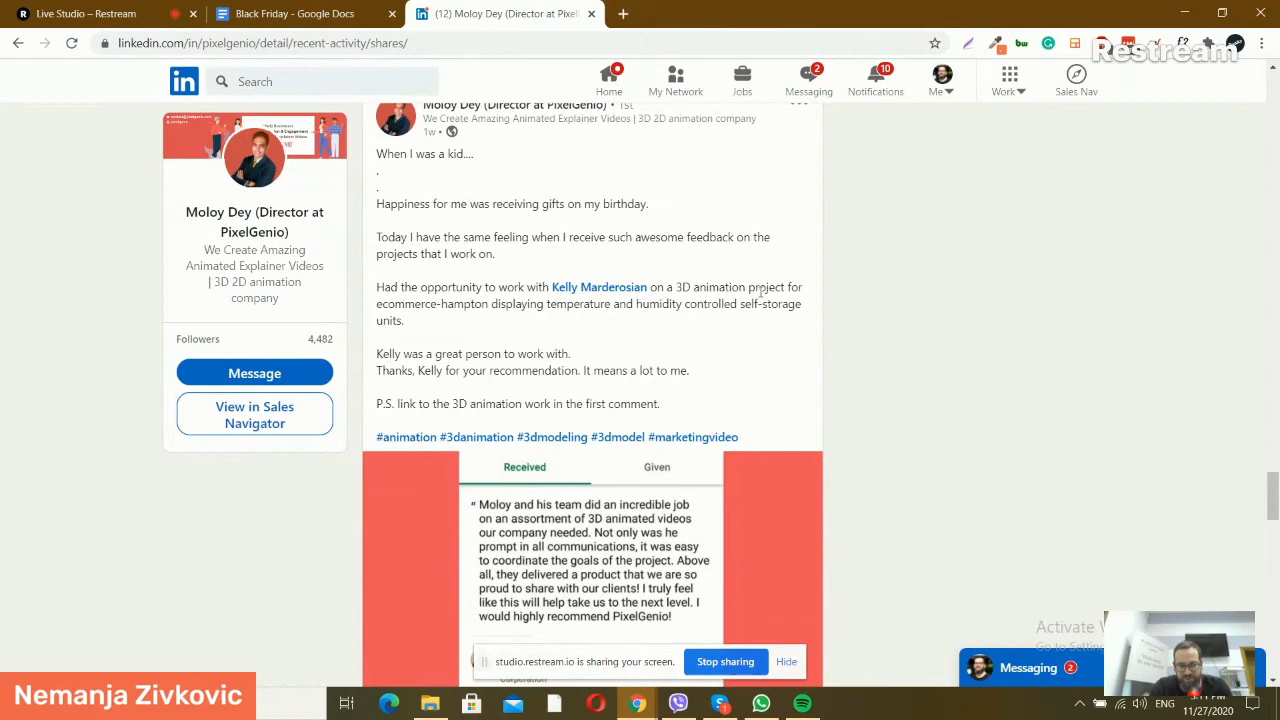 Live Studio – Restream
Black Friday - Google Docs
(12) Moloy Dey (Director at Pixel
linkedin.com/in/pixelgenio/detail/recent-activity/shares/
Restream
in
Search
Home
My Network
Jobs
2
Messaging
10
Notifications
Me
Work
Sales Nav
Moloy Dey (Director at PixelGenio) • 1st
We Create Amazing Animated Explainer Videos | 3D 2D animation company
1w •
Moloy Dey (Director at
PixelGenio)
We Create Amazing
Animated Explainer Videos
| 3D 2D animation
company
Followers 4,482
Message
View in Sales
Navigator
When I was a kid....
.
.
Happiness for me was receiving gifts on my birthday.
Today I have the same feeling when I receive such awesome feedback on the
projects that I work on.
Had the opportunity to work with Kelly Marderosian on a 3D animation project for
ecommerce-hampton displaying temperature and humidity controlled self-storage
units.
Kelly was a great person to work with.
Thanks, Kelly for your recommendation. It means a lot to me.
P.S. link to the 3D animation work in the first comment.
#animation #3danimation #3dmodeling #3dmodel #marketingvideo
Received Given
“ Moloy and his team did an incredible job
on an assortment of 3D animated videos
our company needed. Not only was he
prompt in all communications, it was easy
to coordinate the goals of the project. Above
all, they delivered a product that we are so
proud to share with our clients! I truly feel
like this will help take us to the next level. I
would highly recommend PixelGenio!
studio.restream.io is sharing your screen.
Stop sharing
Hide
Corporation
Activate
Go to
Messaging 2
Nemanja Zivkovic
ENG
11/27/2020